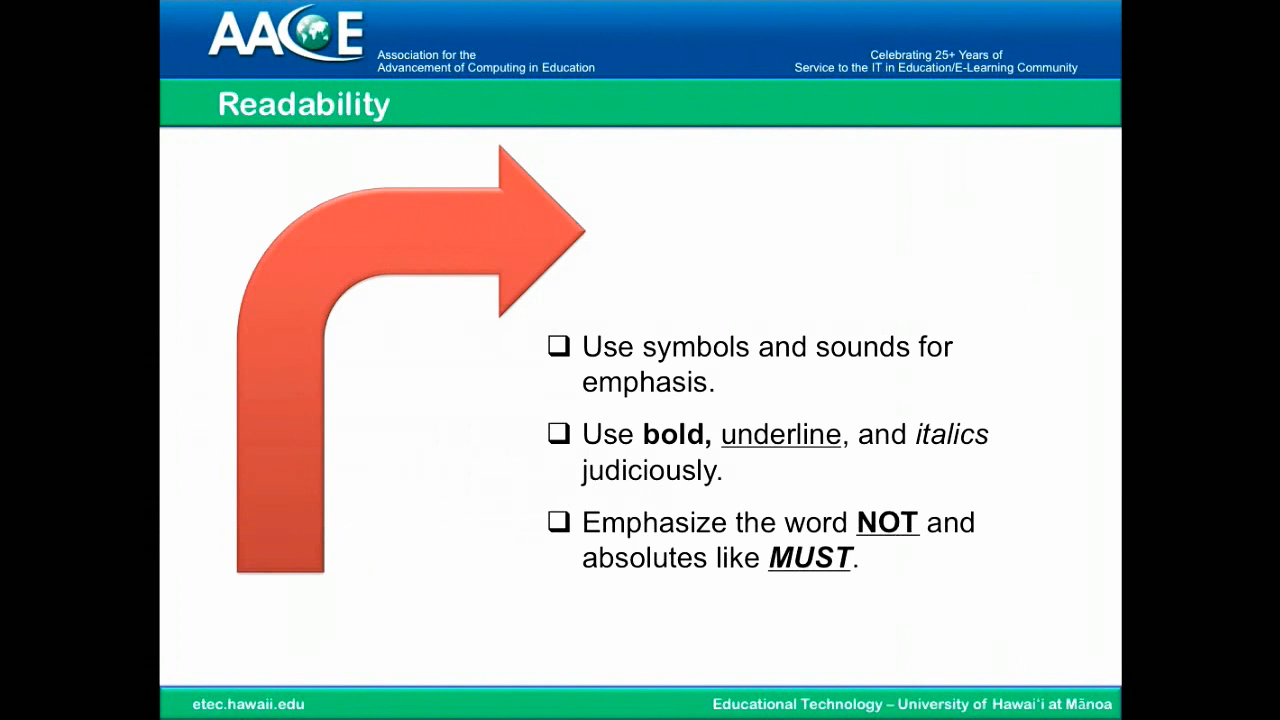 AACE
Association for the
Advancement of Computing in Education
Celebrating 25+ Years of
Service to the IT in Education/E-Learning Community
Readability
❑ Use symbols and sounds for
emphasis.
❑ Use bold, underline, and italics
judiciously.
❑ Emphasize the word NOT and
absolutes like MUST.
etec.hawaii.edu
Educational Technology – University of Hawai‘i at Mānoa